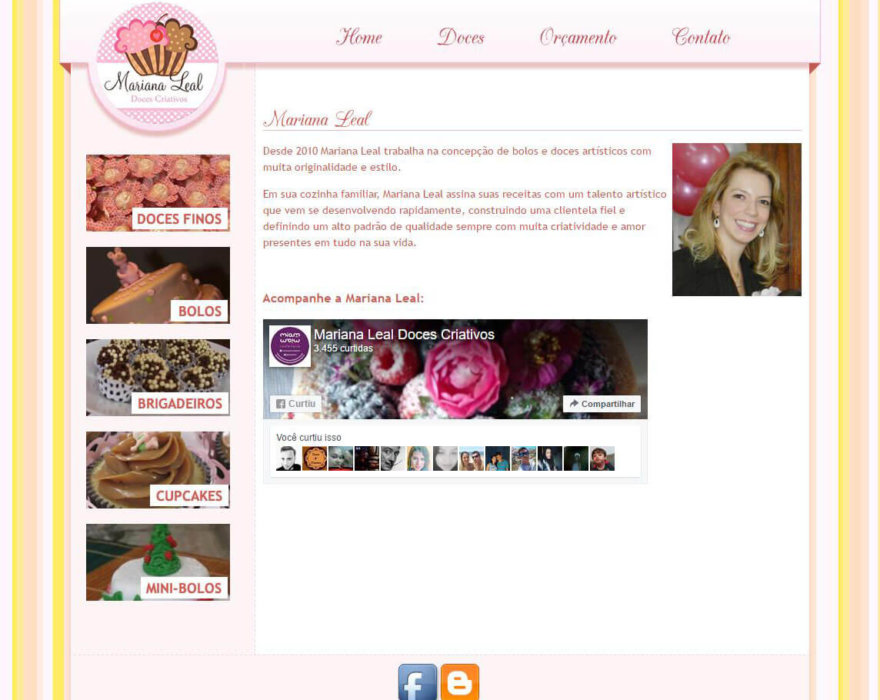 Home Doces Orçamento Contato
Mariana Leal
Doces Criativos
DOCES FINOS
BOLOS
BRIGADEIROS
CUPCAKES
MINI-BOLOS
Mariana Leal
Desde 2010 Mariana Leal trabalha na concepção de bolos e doces artísticos com
muita originalidade e estilo.
Em sua cozinha familiar, Mariana Leal assina suas receitas com um talento artístico
que vem se desenvolvendo rapidamente, construindo uma clientela fiel e
definindo um alto padrão de qualidade sempre com muita criatividade e amor
presentes em tudo na sua vida.
Acompanhe a Mariana Leal:
Mariana Leal Doces Criativos
3.455 curtidas
Curtiu
Compartilhar
Você curtiu isso